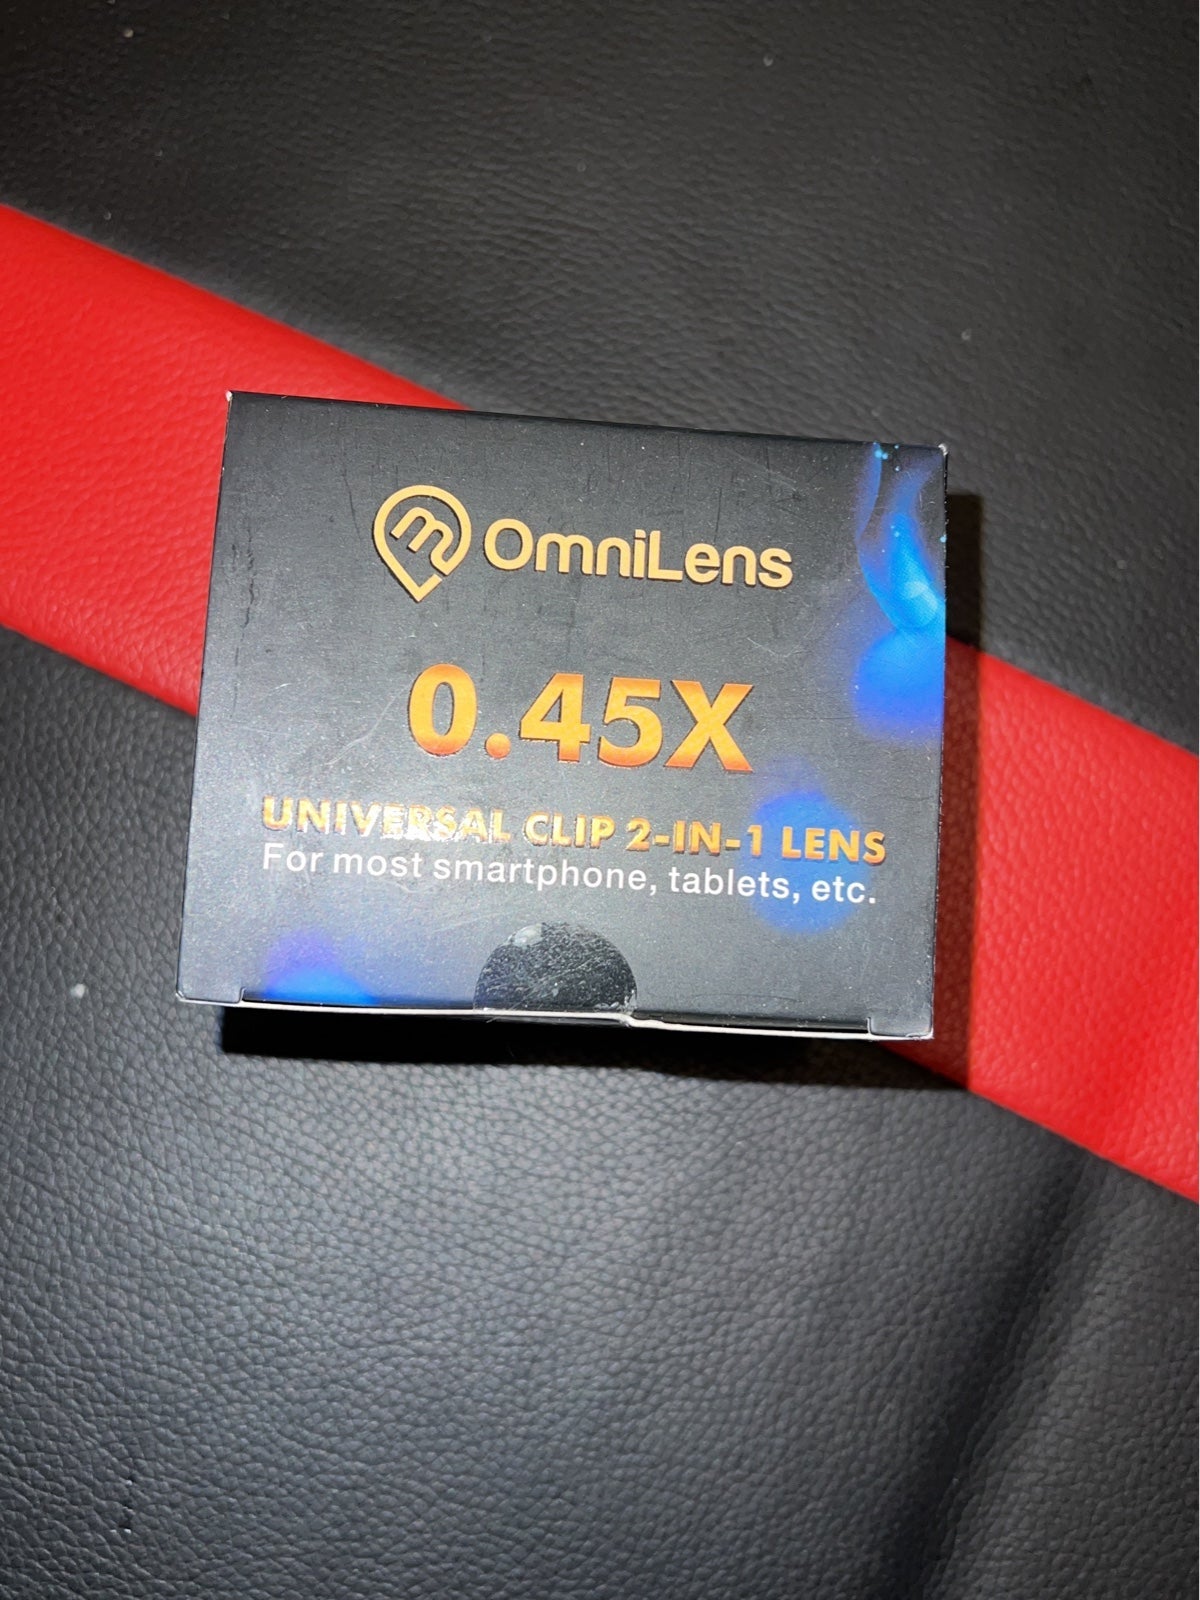 OmniLens
0.45X
UNIVERSAL CLIP 2-IN-1 LENS
For most smartphone, tablets, etc.